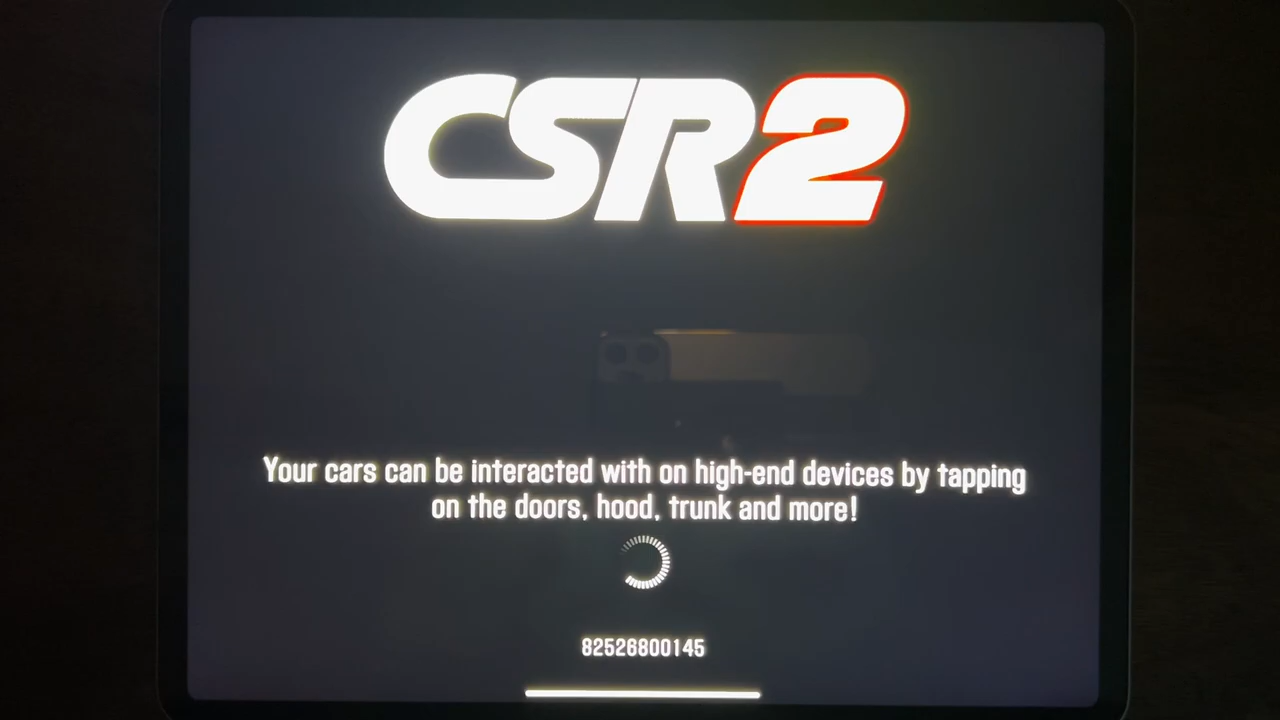 CSR2
Your cars can be interacted with on high-end devices by tapping
on the doors, hood, trunk and more!
82526800145